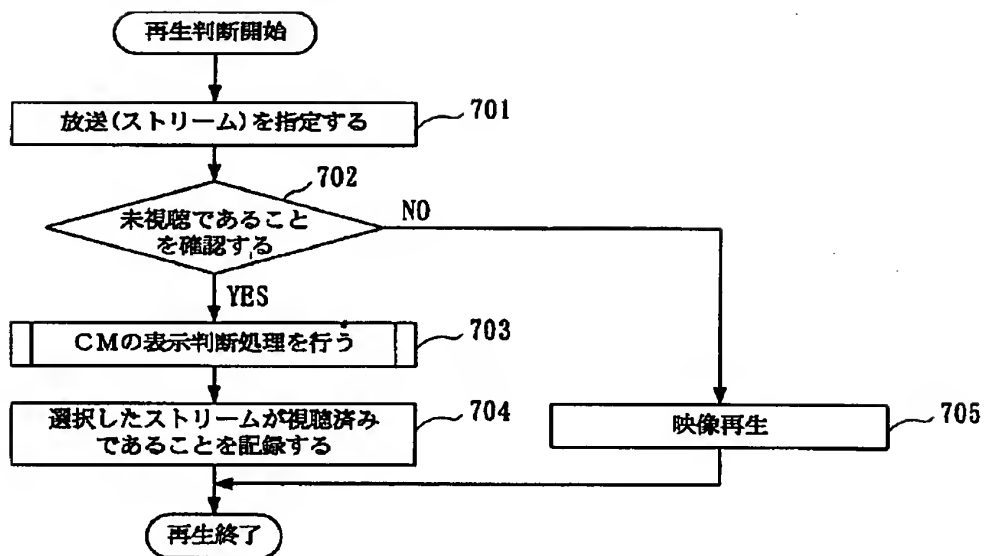 再生判断開始
放送(ストリーム)を指定する
701
702
未視聴であること
を確認する
NO
YES
CMの表示判断処理を行う
703
選択したストリームが視聴済み
であることを記録する
704
映像再生
705
再生終了